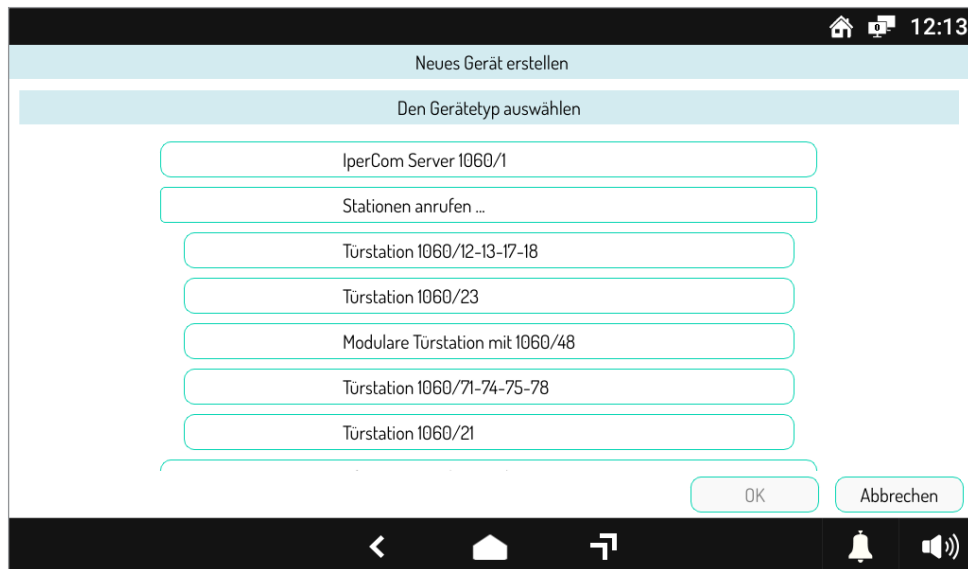 12:13
Neues Gerät erstellen
Den Gerätetyp auswählen
IperCom Server 1060/1
Stationen anrufen ...
Türstation 1060/12-13-17-18
Türstation 1060/23
Modulare Türstation mit 1060/48
Türstation 1060/71-74-75-78
Türstation 1060/21
OK
Abbrechen